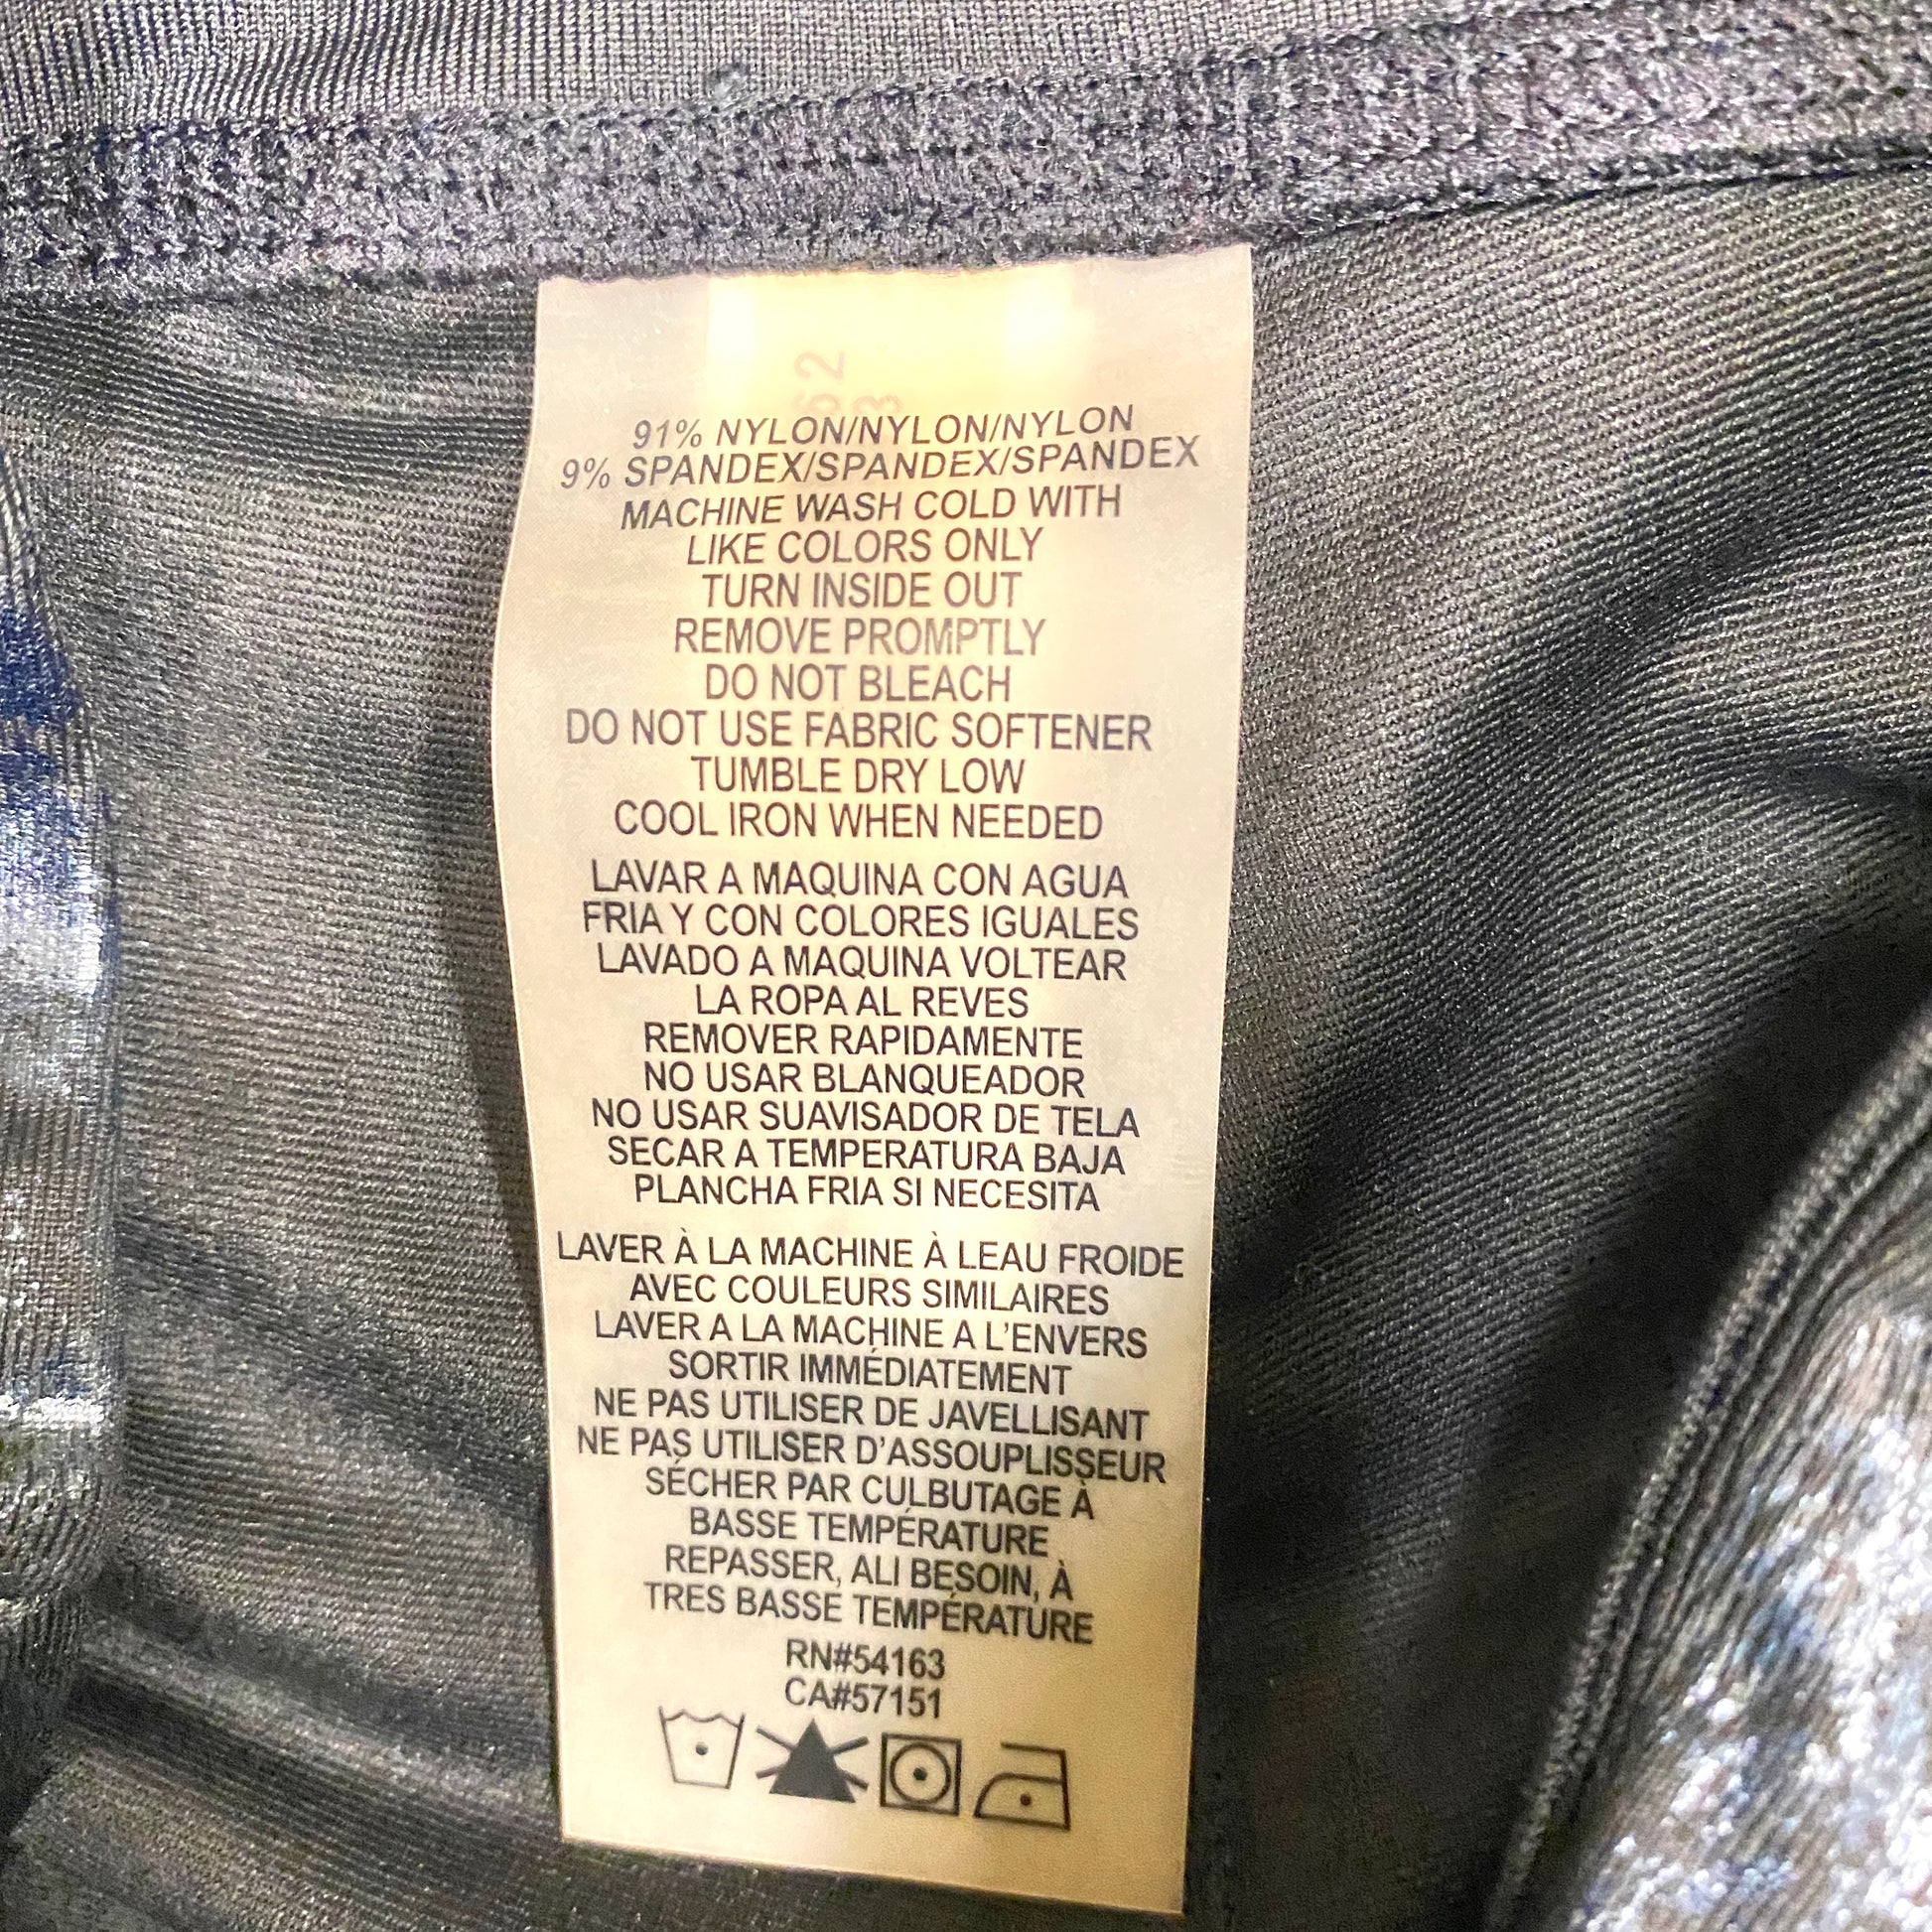 62
3
91% NYLON/NYLON/NYLON
9% SPANDEX/SPANDEX/SPANDEX
MACHINE WASH COLD WITH
LIKE COLORS ONLY
TURN INSIDE OUT
REMOVE PROMPTLY
DO NOT BLEACH
DO NOT USE FABRIC SOFTENER
TUMBLE DRY LOW
COOL IRON WHEN NEEDED
LAVAR A MAQUINA CON AGUA
FRIA Y CON COLORES IGUALES
LAVADO A MAQUINA VOLTEAR
LA ROPA AL REVES
REMOVER RAPIDAMENTE
NO USAR BLANQUEADOR
NO USAR SUAVISADOR DE TELA
SECAR A TEMPERATURA BAJA
PLANCHA FRIA SI NECESITA
LAVER À LA MACHINE À LEAU FROIDE
AVEC COULEURS SIMILAIRES
LAVER A LA MACHINE A L'ENVERS
SORTIR IMMÉDIATEMENT
NE PAS UTILISER DE JAVELLISANT
NE PAS UTILISER D'ASSOUPLISSEUR
SÉCHER PAR CULBUTAGE À
BASSE TEMPÉRATURE
REPASSER, ALI BESOIN, À
TRES BASSE TEMPÉRATURE
RN#54163
CA#57151